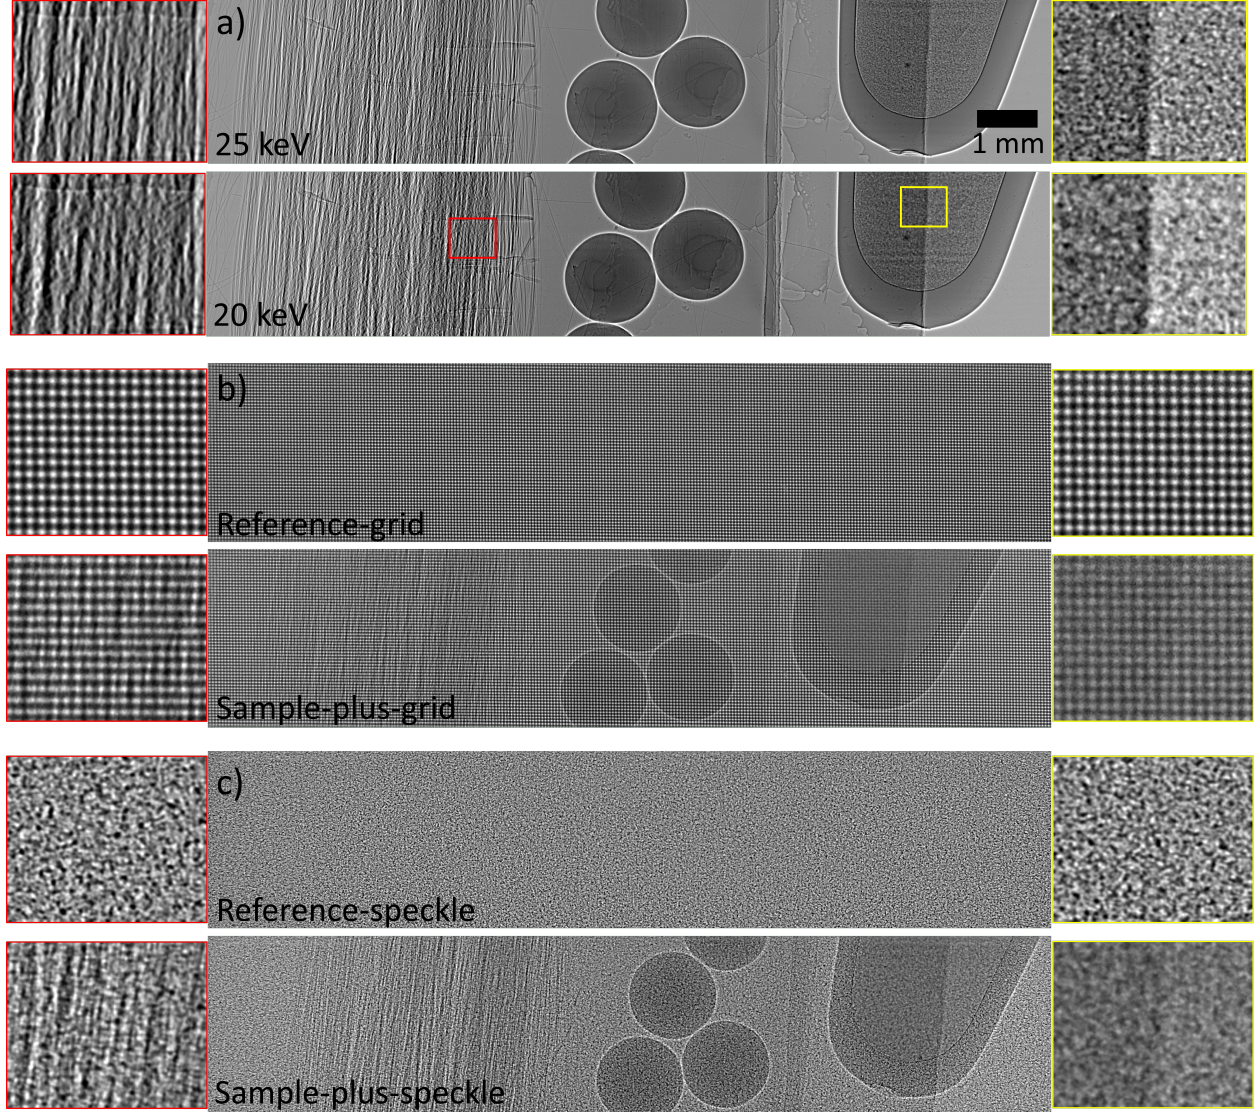 a)
25 keV
1 mm
20 keV
b)
Reference-grid
Sample-plus-grid
c)
Reference-speckle
Sample-plus-speckle